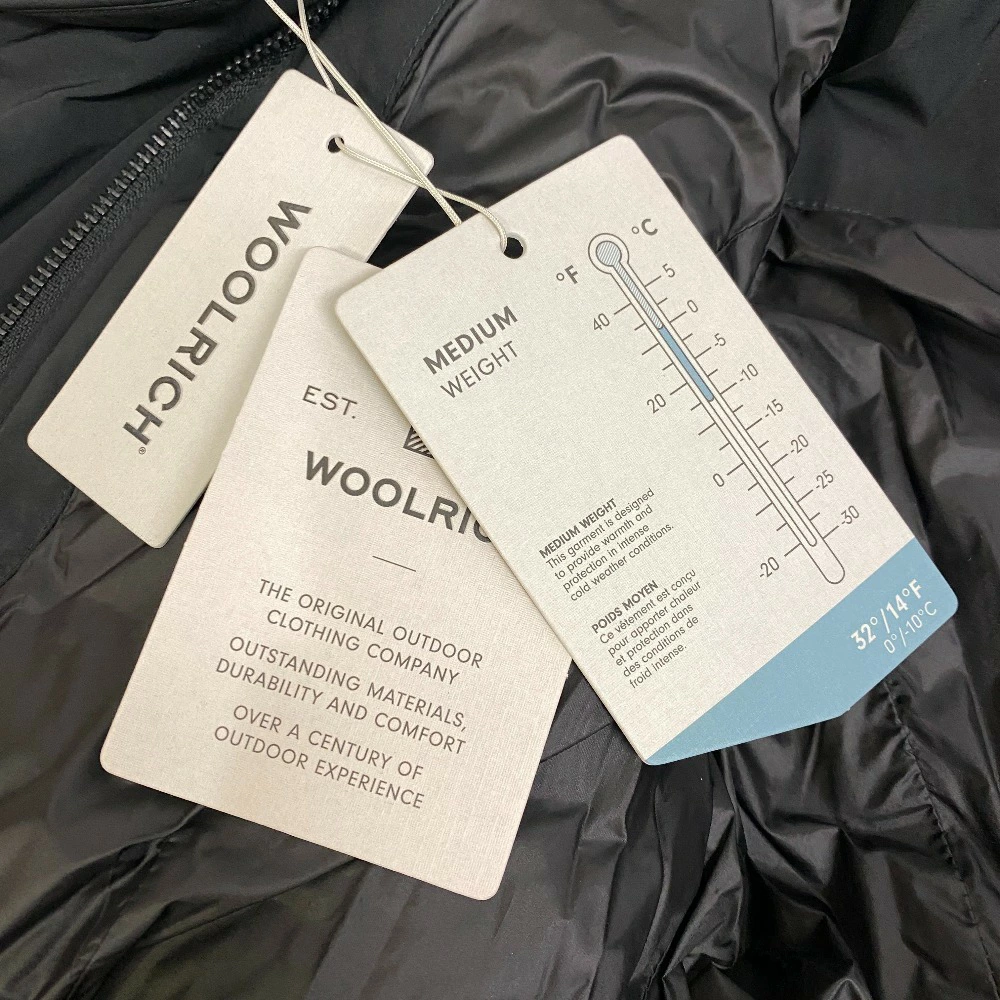 WOOLRICH®
EST.
WOOLRIC
THE ORIGINAL OUTDOOR
CLOTHING COMPANY
OUTSTANDING MATERIALS,
DURABILITY AND COMFORT
OVER A CENTURY OF
OUTDOOR EXPERIENCE
MEDIUM
WEIGHT
°F
°C
5
40
0
-5
20
-10
-15
0
-20
-25
-20
-30
MEDIUM WEIGHT
This garment is designed
to provide warmth and
protection in intense
cold weather conditions.
POIDS MOYEN
Ce vêtement est conçu
pour apporter chaleur
et protection dans
des conditions de
froid intense.
32°/14°F
0°/-10°C